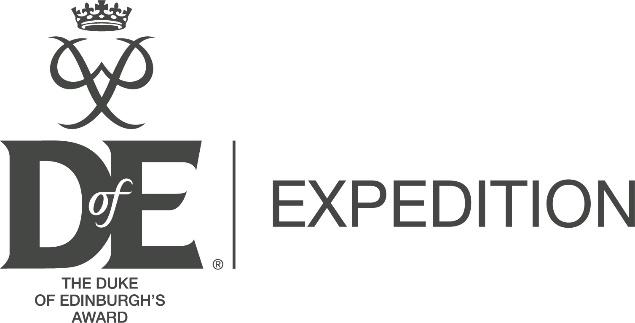 DofE®
THE DUKE
OF EDINBURGH'S
AWARD
EXPEDITION